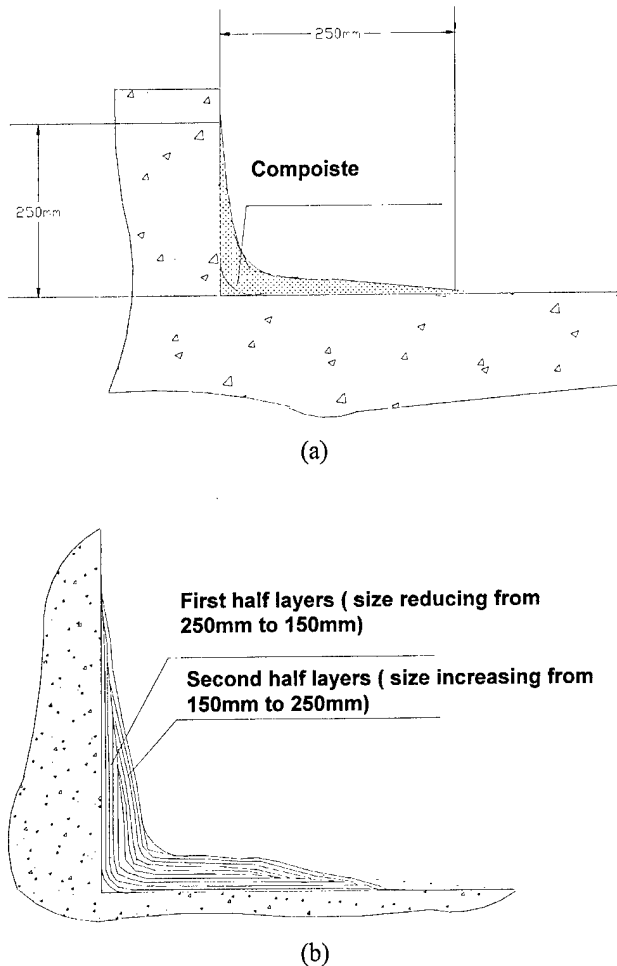 250mm
Compoiste
250mm
(a)
First half layers ( size reducing from
250mm to 150mm)
Second half layers ( size increasing from
150mm to 250mm)
(b)